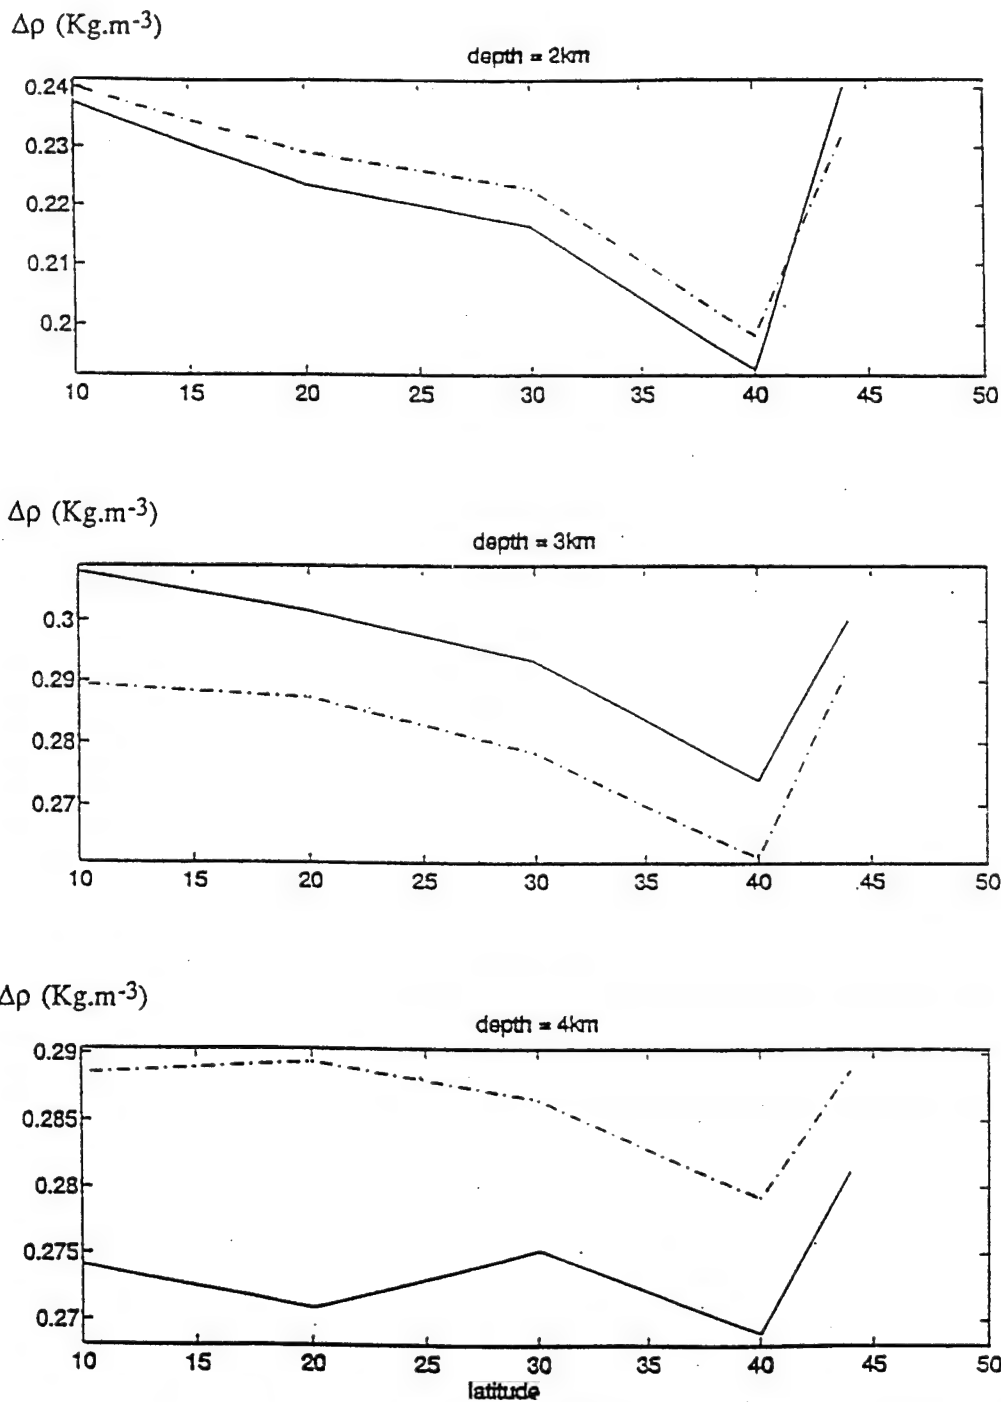 Δρ (Kg.m-3)
depth = 2km
0.24
0.23
0.22
0.21
0.2
10 15 20 25 30 35 40 45 50
Δρ (Kg.m-3)
depth = 3km
0.3
0.29
0.28
0.27
10 15 20 25 30 35 40 45 50
Δρ (Kg.m-3)
depth = 4km
0.29
0.285
0.28
0.275
0.27
10 15 20 25 30 35 40 45 50
latitude